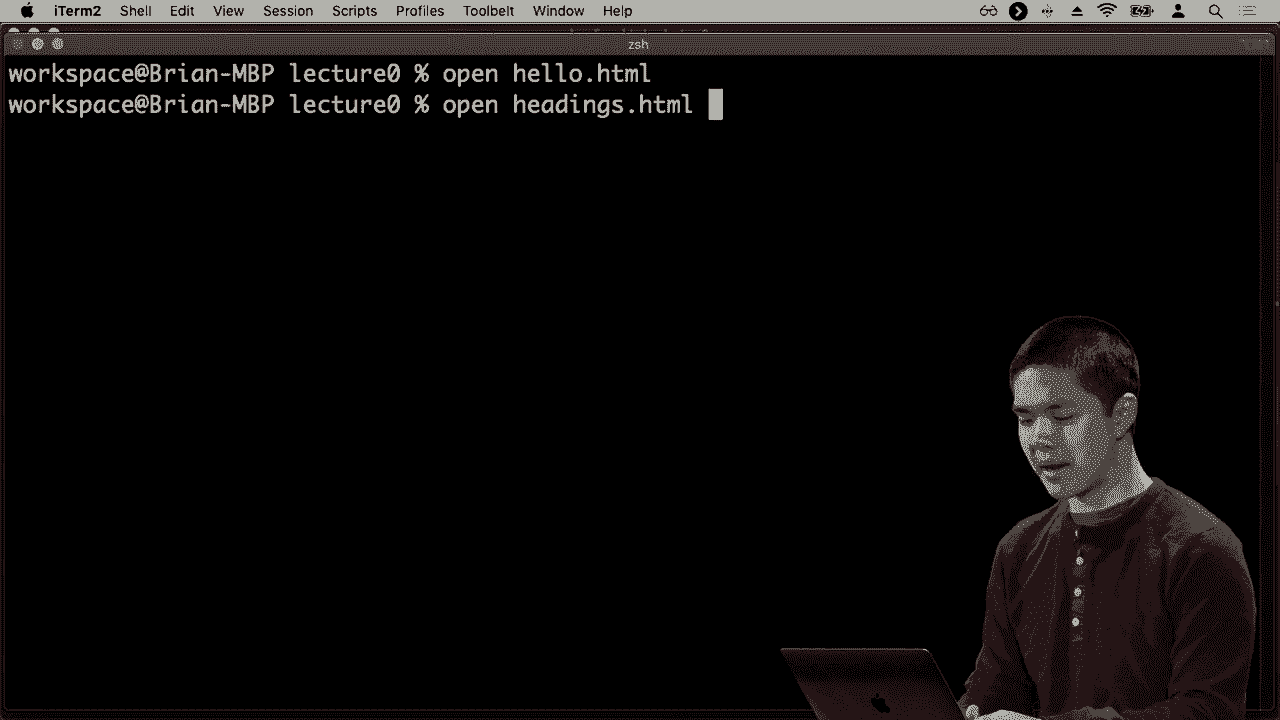 iTerm2 Shell Edit View Session Scripts Profiles Toolbelt Window Help
zsh
workspace@Brian-MBP lecture0 % open hello.html
workspace@Brian-MBP lecture0 % open headings.html